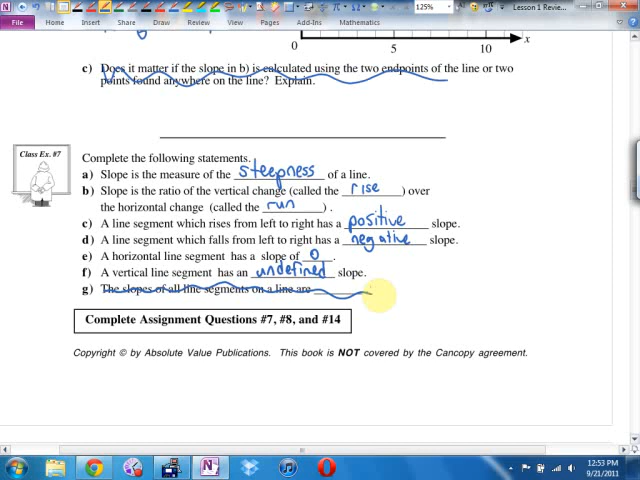 125%
Lesson 1 Revie...
File
Home
Insert
Share
Draw
Review
View
Add-Ins
Mathematics
0 5 10 x
c) Does it matter if the slope in b) is calculated using the two endpoints of the line or two
points found anywhere on the line? Explain.
Class Ex. #7
Complete the following statements.
a) Slope is the measure of the steepness of a line.
b) Slope is the ratio of the vertical change (called the rise ) over
the horizontal change (called the run ) .
c) A line segment which rises from left to right has a positive slope.
d) A line segment which falls from left to right has a negative slope.
e) A horizontal line segment has a slope of 0 .
f) A vertical line segment has an undefined slope.
g) The slopes of all line segments on a line are ____________.
Complete Assignment Questions #7, #8, and #14
Copyright © by Absolute Value Publications. This book is NOT covered by the Cancopy agreement.
12:53 PM
9/21/2011